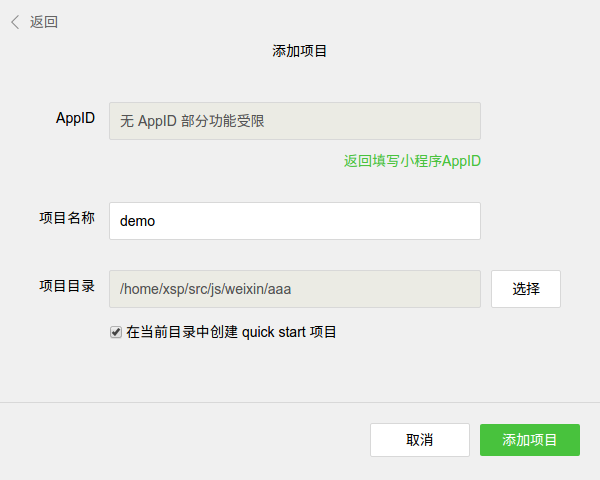 返回
添加项目
AppID
无 AppID 部分功能受限
返回填写小程序AppID
项目名称
demo
项目目录
/home/xsp/src/js/weixin/aaa
选择
在当前目录中创建 quick start 项目
取消
添加项目